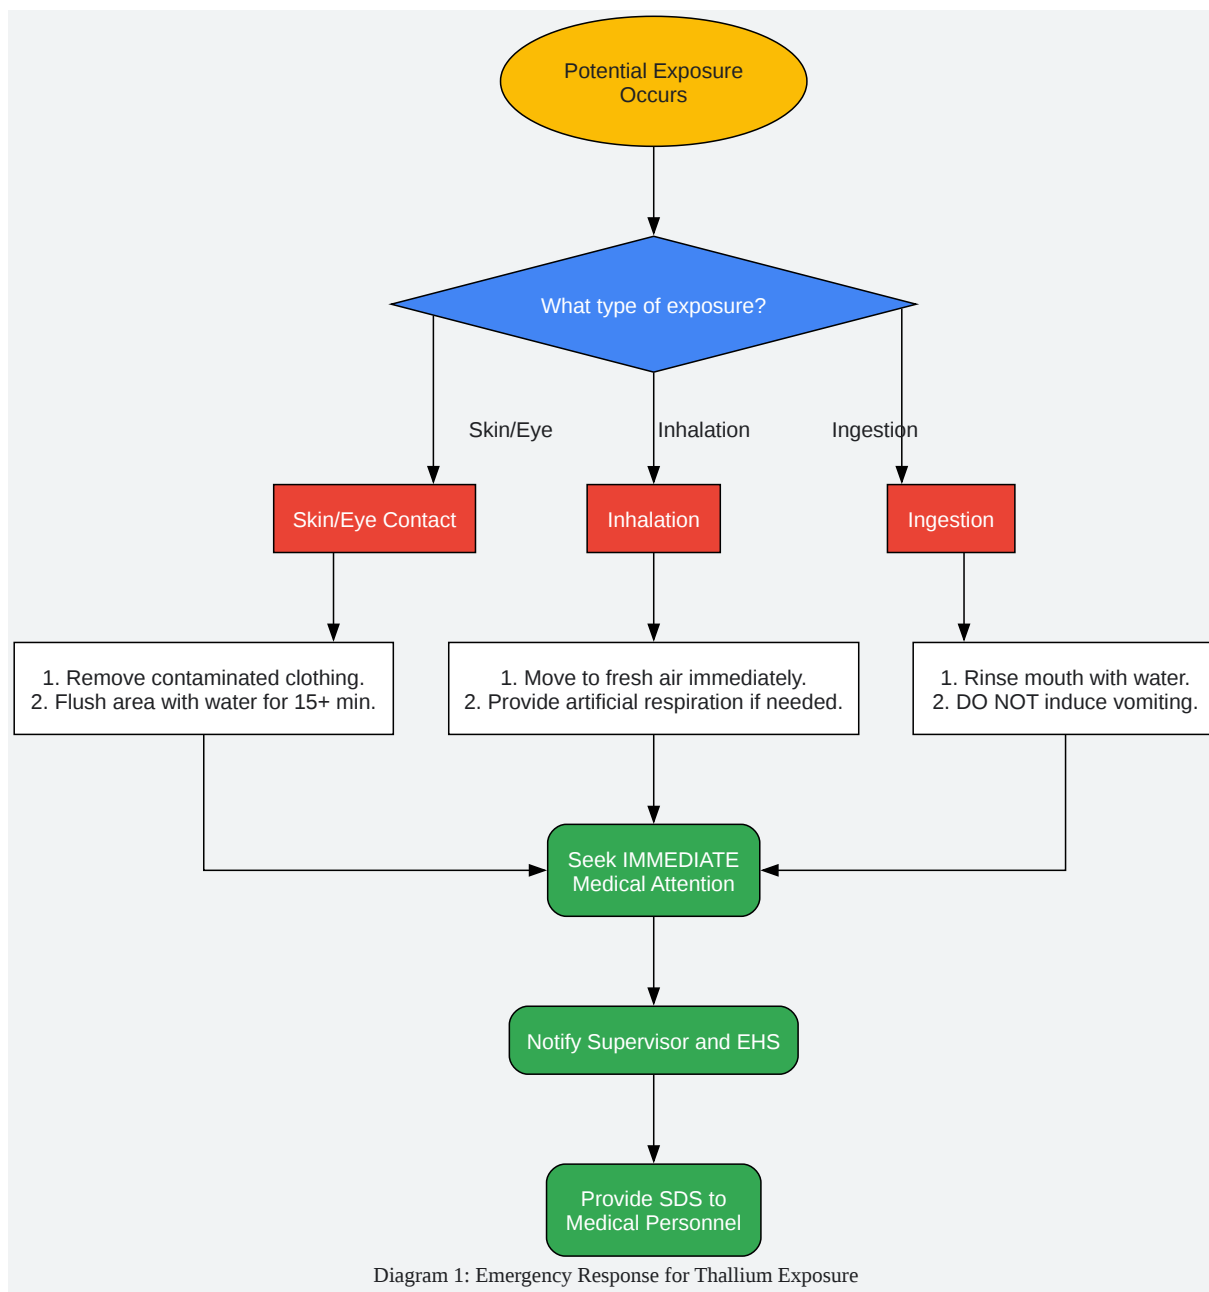 Potential Exposure
Occurs
What type of exposure?
Skin/Eye
Inhalation
Ingestion
Skin/Eye Contact
Inhalation
Ingestion
1. Remove contaminated clothing.
2. Flush area with water for 15+ min.
1. Move to fresh air immediately.
2. Provide artificial respiration if needed.
1. Rinse mouth with water.
2. DO NOT induce vomiting.
Seek IMMEDIATE
Medical Attention
Notify Supervisor and EHS
Provide SDS to
Medical Personnel
Diagram 1: Emergency Response for Thallium Exposure